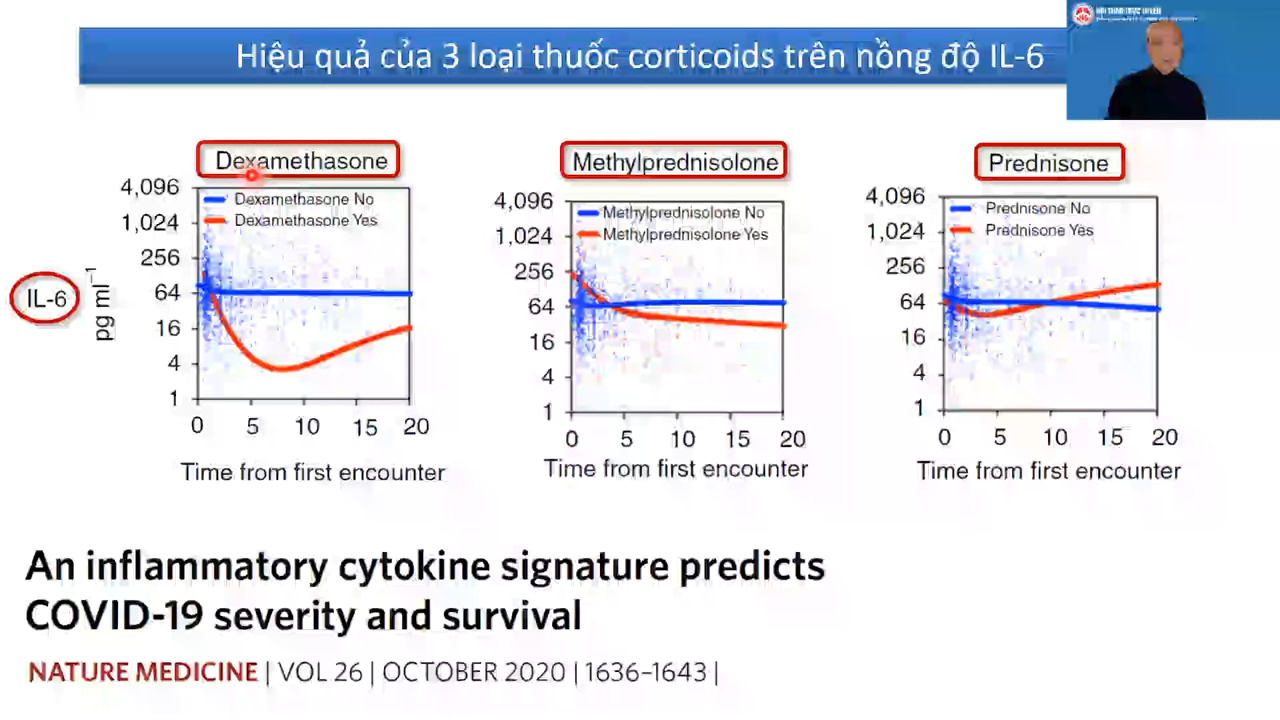 HỘI THẢO TRỰC TUYẾN
Hiệu quả của 3 loại thuốc corticoids trên nồng độ IL-6
Dexamethasone
4,096
1,024
256
64
16
4
1
Dexamethasone No
Dexamethasone Yes
0 5 10 15 20
Time from first encounter
IL-6
pg ml⁻¹
Methylprednisolone
4,096
1,024
256
64
16
4
1
Methylprednisolone No
Methylprednisolone Yes
0 5 10 15 20
Time from first encounter
Prednisone
4,096
1,024
256
64
16
4
1
Prednisone No
Prednisone Yes
0 5 10 15 20
Time from first encounter
An inflammatory cytokine signature predicts
COVID-19 severity and survival
NATURE MEDICINE | VOL 26 | OCTOBER 2020 | 1636–1643 |